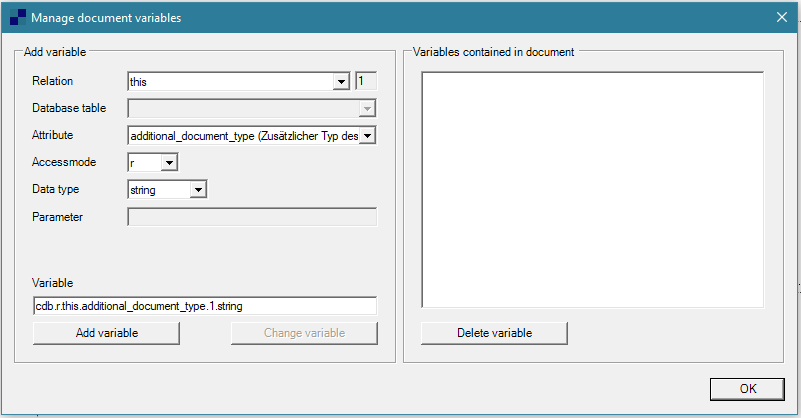 Manage document variables
Add variable
Relation
this
1
Database table
Attribute
additional_document_type (Zusätzlicher Typ des
Accessmode
r
Data type
string
Parameter
Variable
cdb.r.this.additional_document_type.1.string
Add variable
Change variable
Variables contained in document
Delete variable
OK